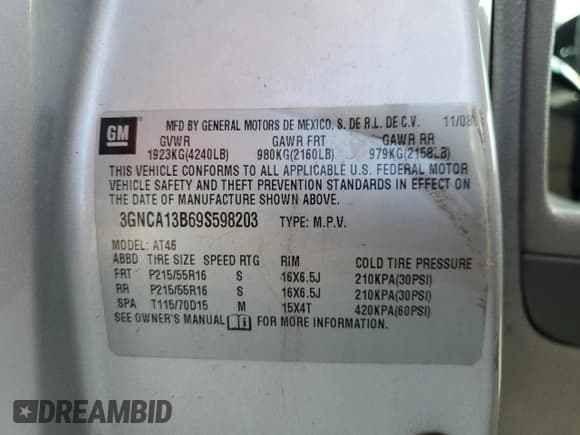 GM
MFD BY GENERAL MOTORS DE MEXICO, S. DE R.L. DE C.V. 11/08
GVWR GAWR FRT GAWR RR
1923KG(4240LB) 980KG(2160LB) 979KG(2158LB)
THIS VEHICLE CONFORMS TO ALL APPLICABLE U.S. FEDERAL MOTOR
VEHICLE SAFETY AND THEFT PREVENTION STANDARDS IN EFFECT ON
THE DATE OF MANUFACTURE SHOWN ABOVE.
3GNCA13B69S598203 TYPE: M.P.V.
MODEL: AT46
ABBD TIRE SIZE SPEED RTG RIM COLD TIRE PRESSURE
FRT P215/55R16 S 16X6.5J 210KPA(30PSI)
RR P215/55R16 S 16X6.5J 210KPA(30PSI)
SPA T115/70D15 M 15X4T 420KPA(60PSI)
SEE OWNER'S MANUAL FOR MORE INFORMATION.
DREAMBID